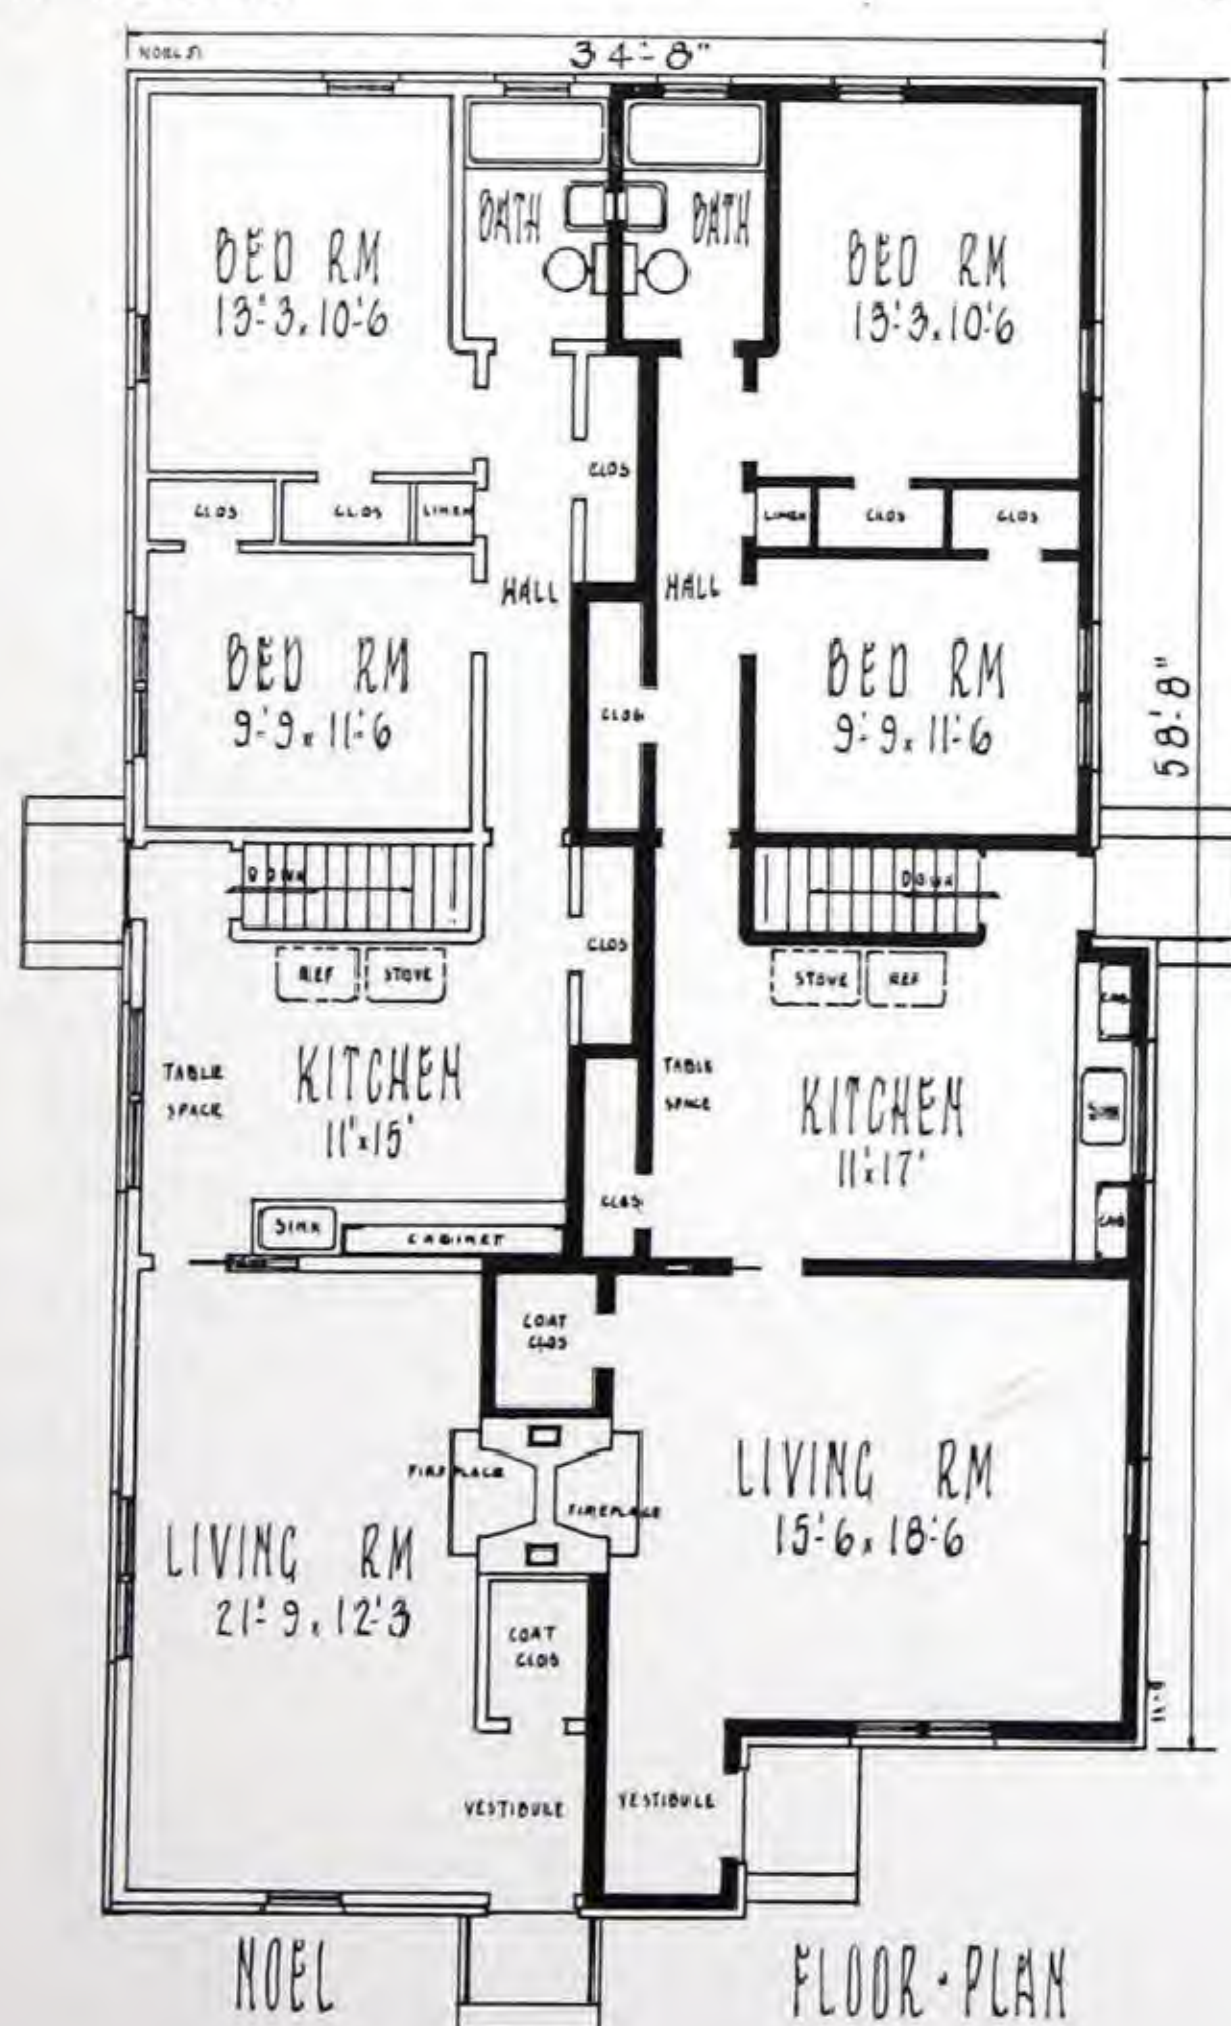 34'-8"
NOEL 51
BATH
BATH
BED RM
13'-3 x 10'-6
BED RM
13'-3 x 10'-6
CLOS
CLOS
CLOS
LINEN
LINEN
CLOS
CLOS
HALL
HALL
BED RM
9'-9 x 11'-6
BED RM
9'-9 x 11'-6
58'-8"
CLOS
DOWN
DOWN
CLOS
REF
STOVE
STOVE
REF
CAB
TABLE
SPACE
KITCHEN
11' x 15'
TABLE
SPACE
KITCHEN
11' x 17'
SINK
CLOS
SINK
CABINET
CAB
COAT
CLOS
FIREPLACE
FIREPLACE
LIVING RM
15'-6 x 18'-6
LIVING RM
21'-9 x 12'-3
COAT
CLOS
VESTIBULE
VESTIBULE
NOEL
FLOOR - PLAN